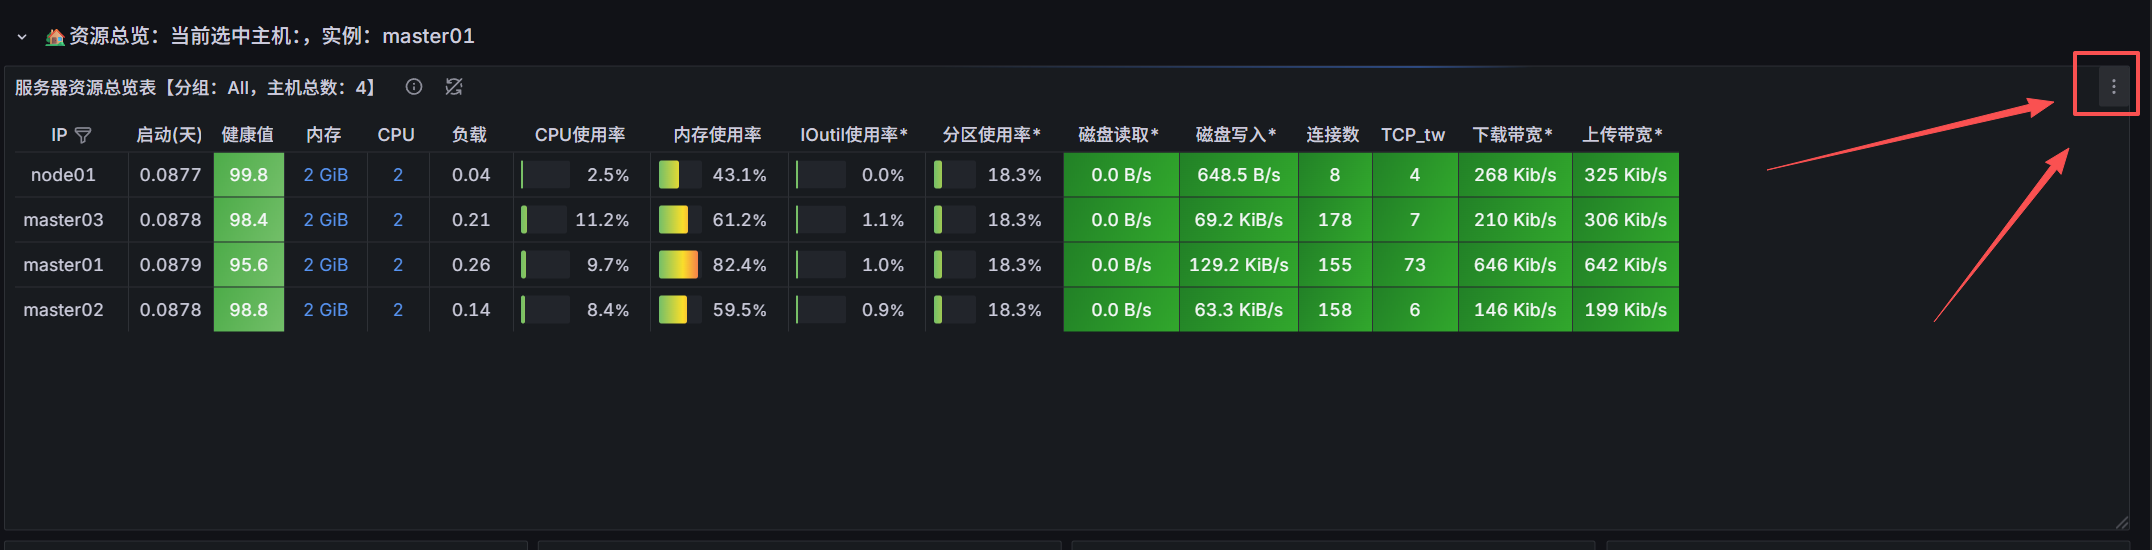 资源总览：当前选中主机：，实例：master01
服务器资源总览表【分组：All，主机总数：4】
IP 启动(天) 健康值 内存 CPU 负载 CPU使用率 内存使用率 IOutil使用率* 分区使用率* 磁盘读取* 磁盘写入* 连接数 TCP_tw 下载带宽* 上传带宽*
node01 0.0877 99.8 2 GiB 2 0.04 2.5% 43.1% 0.0% 18.3% 0.0 B/s 648.5 B/s 8 4 268 Kib/s 325 Kib/s
master03 0.0878 98.4 2 GiB 2 0.21 11.2% 61.2% 1.1% 18.3% 0.0 B/s 69.2 KiB/s 178 7 210 Kib/s 306 Kib/s
master01 0.0879 95.6 2 GiB 2 0.26 9.7% 82.4% 1.0% 18.3% 0.0 B/s 129.2 KiB/s 155 73 646 Kib/s 642 Kib/s
master02 0.0878 98.8 2 GiB 2 0.14 8.4% 59.5% 0.9% 18.3% 0.0 B/s 63.3 KiB/s 158 6 146 Kib/s 199 Kib/s